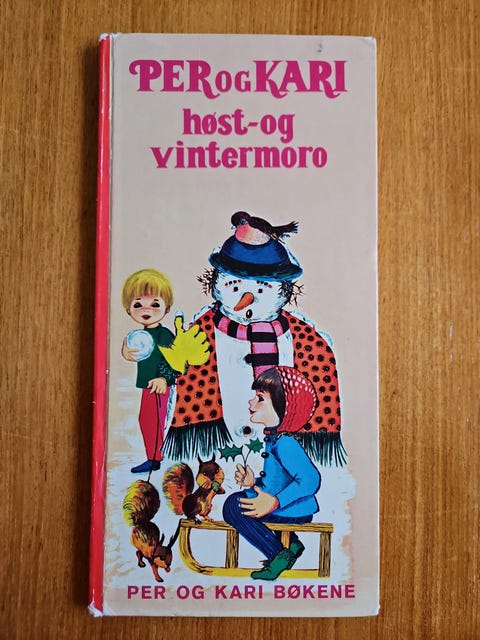 PER OG KARI
høst-og
vintermoro
PER OG KARI BØKENE